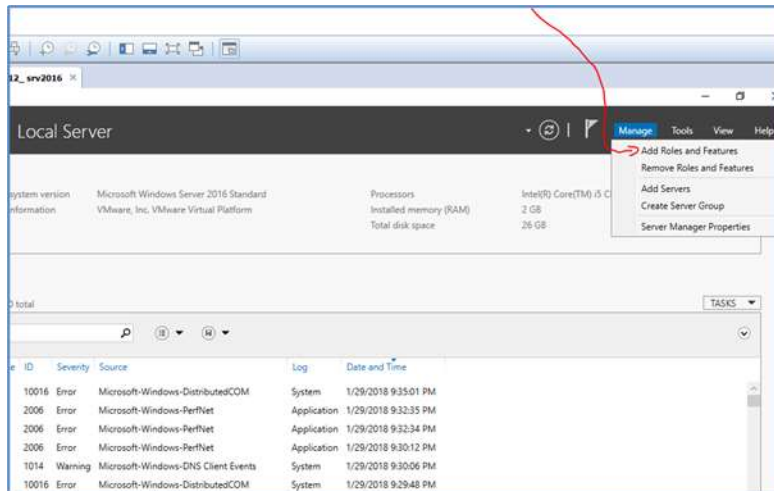 12_ srv2016
Local Server
Manage Tools View Help
Add Roles and Features
Remove Roles and Features
Add Servers
Create Server Group
Server Manager Properties
system version Microsoft Windows Server 2016 Standard Processors Intel(R) Core(TM) i5 C
nformation VMware, Inc. VMware Virtual Platform Installed memory (RAM) 2 GB
Total disk space 26 GB
0 total
TASKS
e ID Severity Source Log Date and Time
10016 Error Microsoft-Windows-DistributedCOM System 1/29/2018 9:35:01 PM
2006 Error Microsoft-Windows-PerfNet Application 1/29/2018 9:32:35 PM
2006 Error Microsoft-Windows-PerfNet Application 1/29/2018 9:32:34 PM
2006 Error Microsoft-Windows-PerfNet Application 1/29/2018 9:30:12 PM
1014 Warning Microsoft-Windows-DNS Client Events System 1/29/2018 9:30:06 PM
10016 Error Microsoft-Windows-DistributedCOM System 1/29/2018 9:29:48 PM